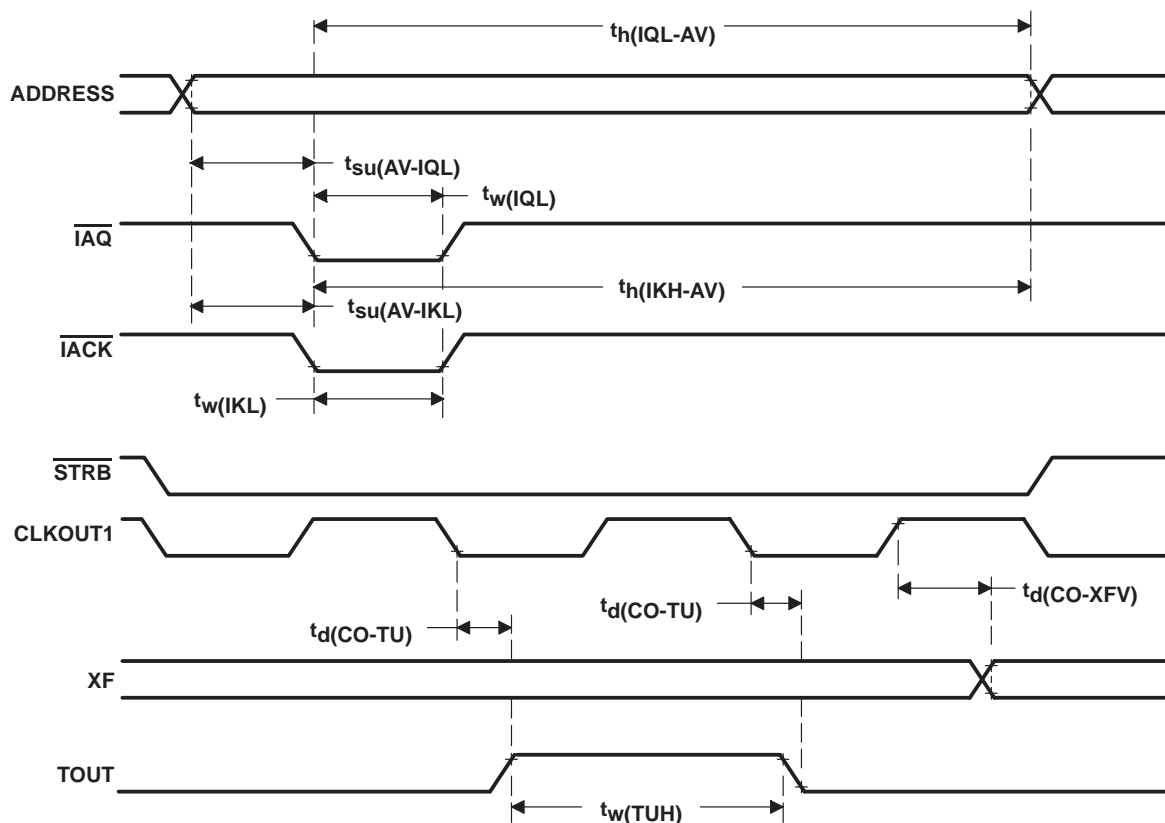 th(IQL-AV)
ADDRESS
tsu(AV-IQL)
tw(IQL)
IAQ
th(IKH-AV)
tsu(AV-IKL)
IACK
tw(IKL)
STRB
CLKOUT1
td(CO-XFV)
td(CO-TU)
td(CO-TU)
XF
TOUT
tw(TUH)